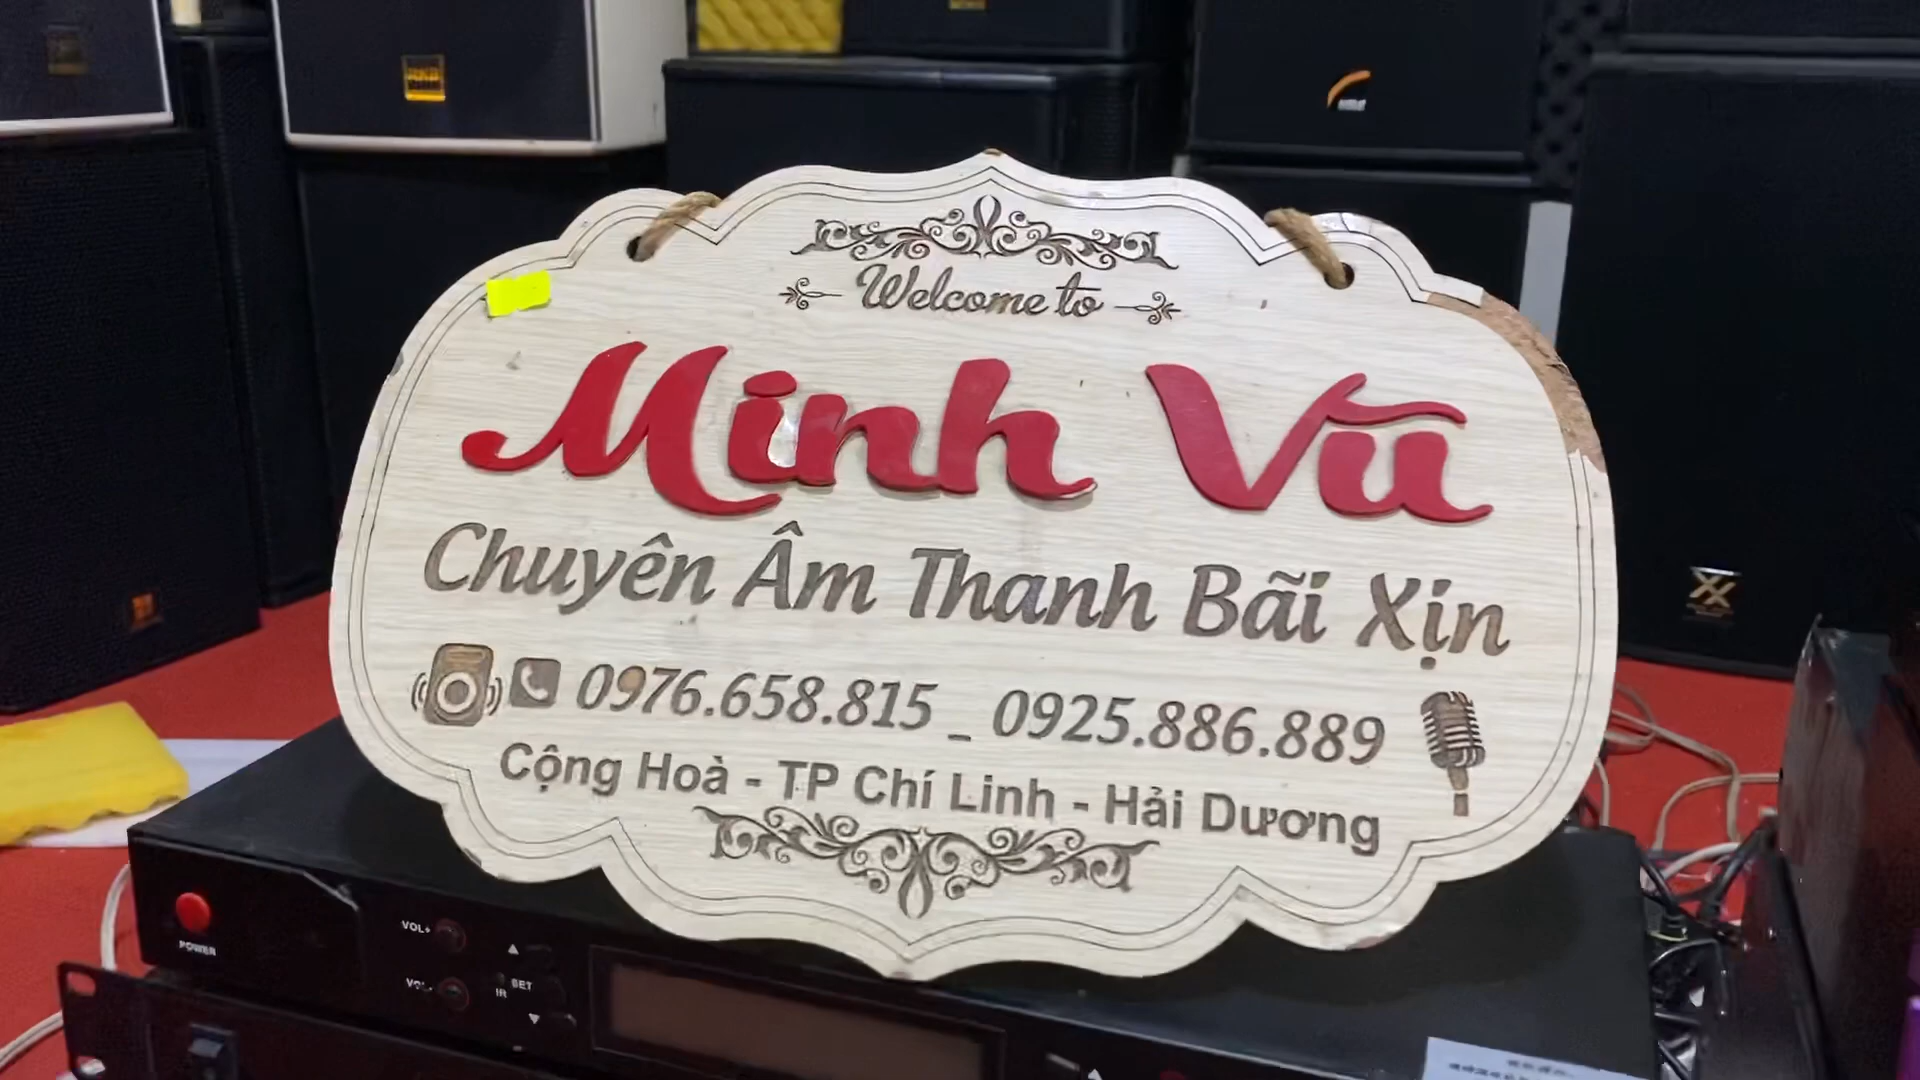 Welcome to
Minh Vũ
Chuyên Âm Thanh Bãi Xịn
0976.658.815 _ 0925.886.889
Cộng Hoà - TP Chí Linh - Hải Dương
POWER
VOL+
VOL-
SET
IR